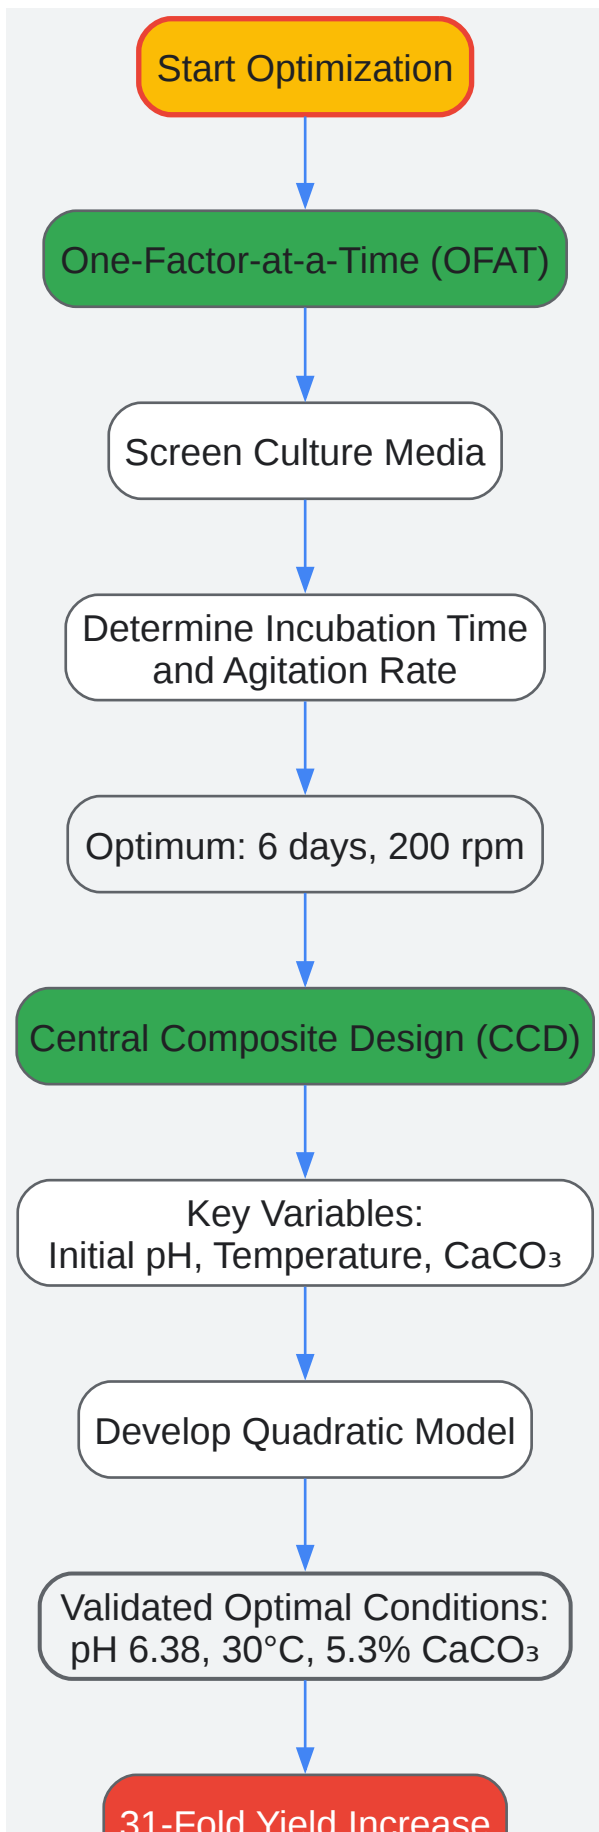 Start Optimization
One-Factor-at-a-Time (OFAT)
Screen Culture Media
Determine Incubation Time
and Agitation Rate
Optimum: 6 days, 200 rpm
Central Composite Design (CCD)
Key Variables:
Initial pH, Temperature, CaCO₃
Develop Quadratic Model
Validated Optimal Conditions:
pH 6.38, 30°C, 5.3% CaCO₃
31-Fold Yield Increase